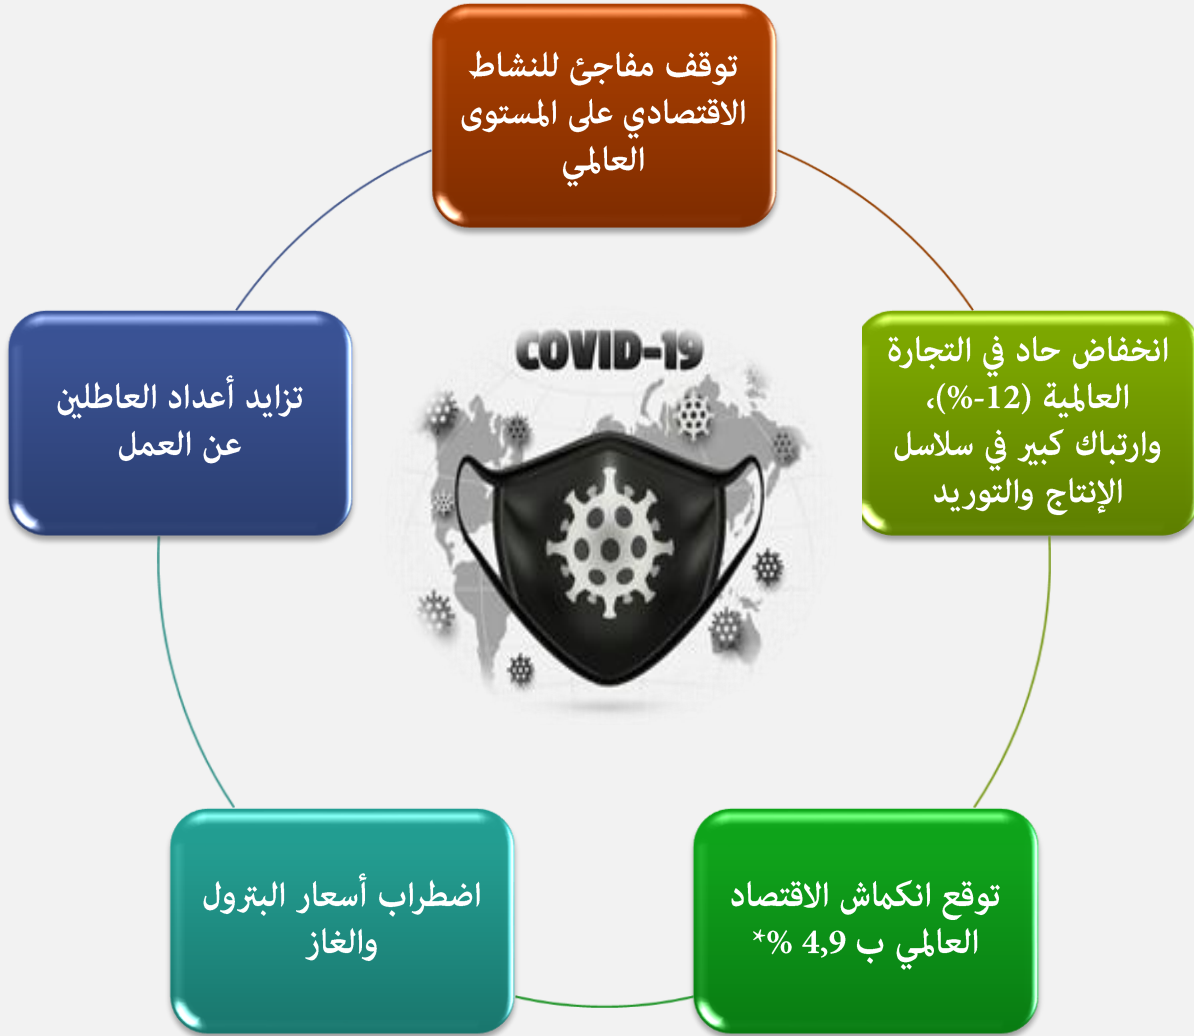 توقف مفاجئ للنشاط
الاقتصادي على المستوى
العالمي
انخفاض حاد في التجارة
العالمية (12-%)،
وارتباك كبير في سلاسل
الإنتاج والتوريد
تزايد أعداد العاطلين
عن العمل
COVID-19
اضطراب أسعار البترول
والغاز
توقع انكماش الاقتصاد
العالمي ب 4,9 %*